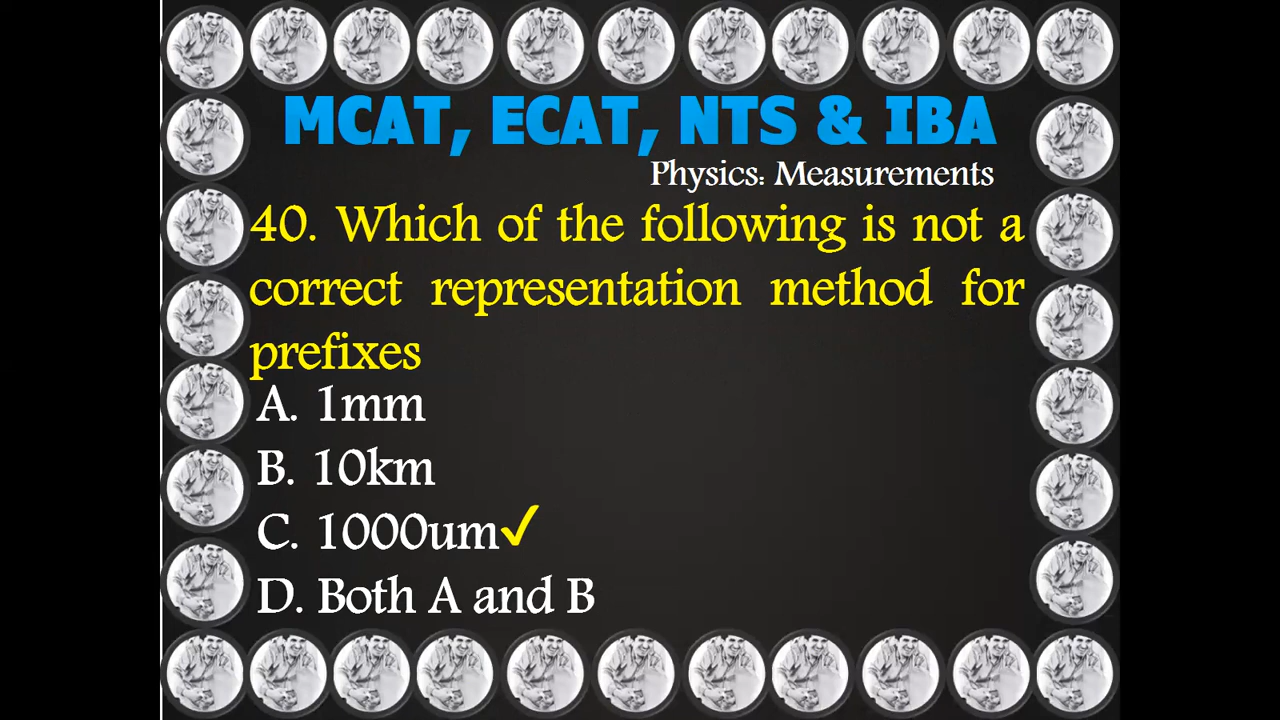 MCAT, ECAT, NTS & IBA
Physics: Measurements
40. Which of the following is not a
correct representation method for
prefixes
A. 1mm
B. 10km
C. 1000um✓
D. Both A and B